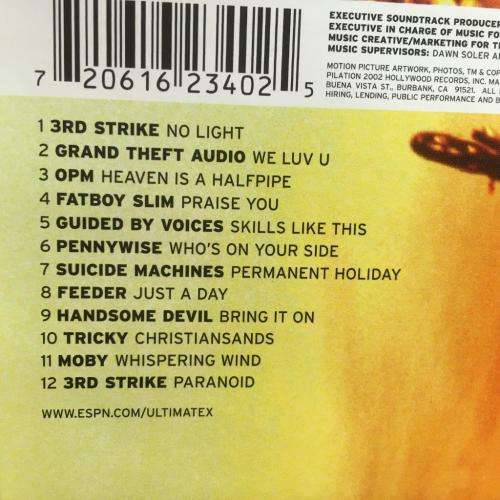 EXECUTIVE SOUNDTRACK PRODUCER
EXECUTIVE IN CHARGE OF MUSIC FO
MUSIC CREATIVE/MARKETING FOR T
MUSIC SUPERVISORS: DAWN SOLER
MOTION PICTURE ARTWORK, PHOTOS, TM & COP
PILATION 2002 HOLLYWOOD RECORDS, INC. MA
BUENA VISTA ST., BURBANK, CA 91521. ALL
HIRING, LENDING, PUBLIC PERFORMANCE AND
7 20616 23402 5
1 3RD STRIKE NO LIGHT
2 GRAND THEFT AUDIO WE LUV U
3 OPM HEAVEN IS A HALFPIPE
4 FATBOY SLIM PRAISE YOU
5 GUIDED BY VOICES SKILLS LIKE THIS
6 PENNYWISE WHO'S ON YOUR SIDE
7 SUICIDE MACHINES PERMANENT HOLIDAY
8 FEEDER JUST A DAY
9 HANDSOME DEVIL BRING IT ON
10 TRICKY CHRISTIANSANDS
11 MOBY WHISPERING WIND
12 3RD STRIKE PARANOID
WWW.ESPN.COM/ULTIMATEX